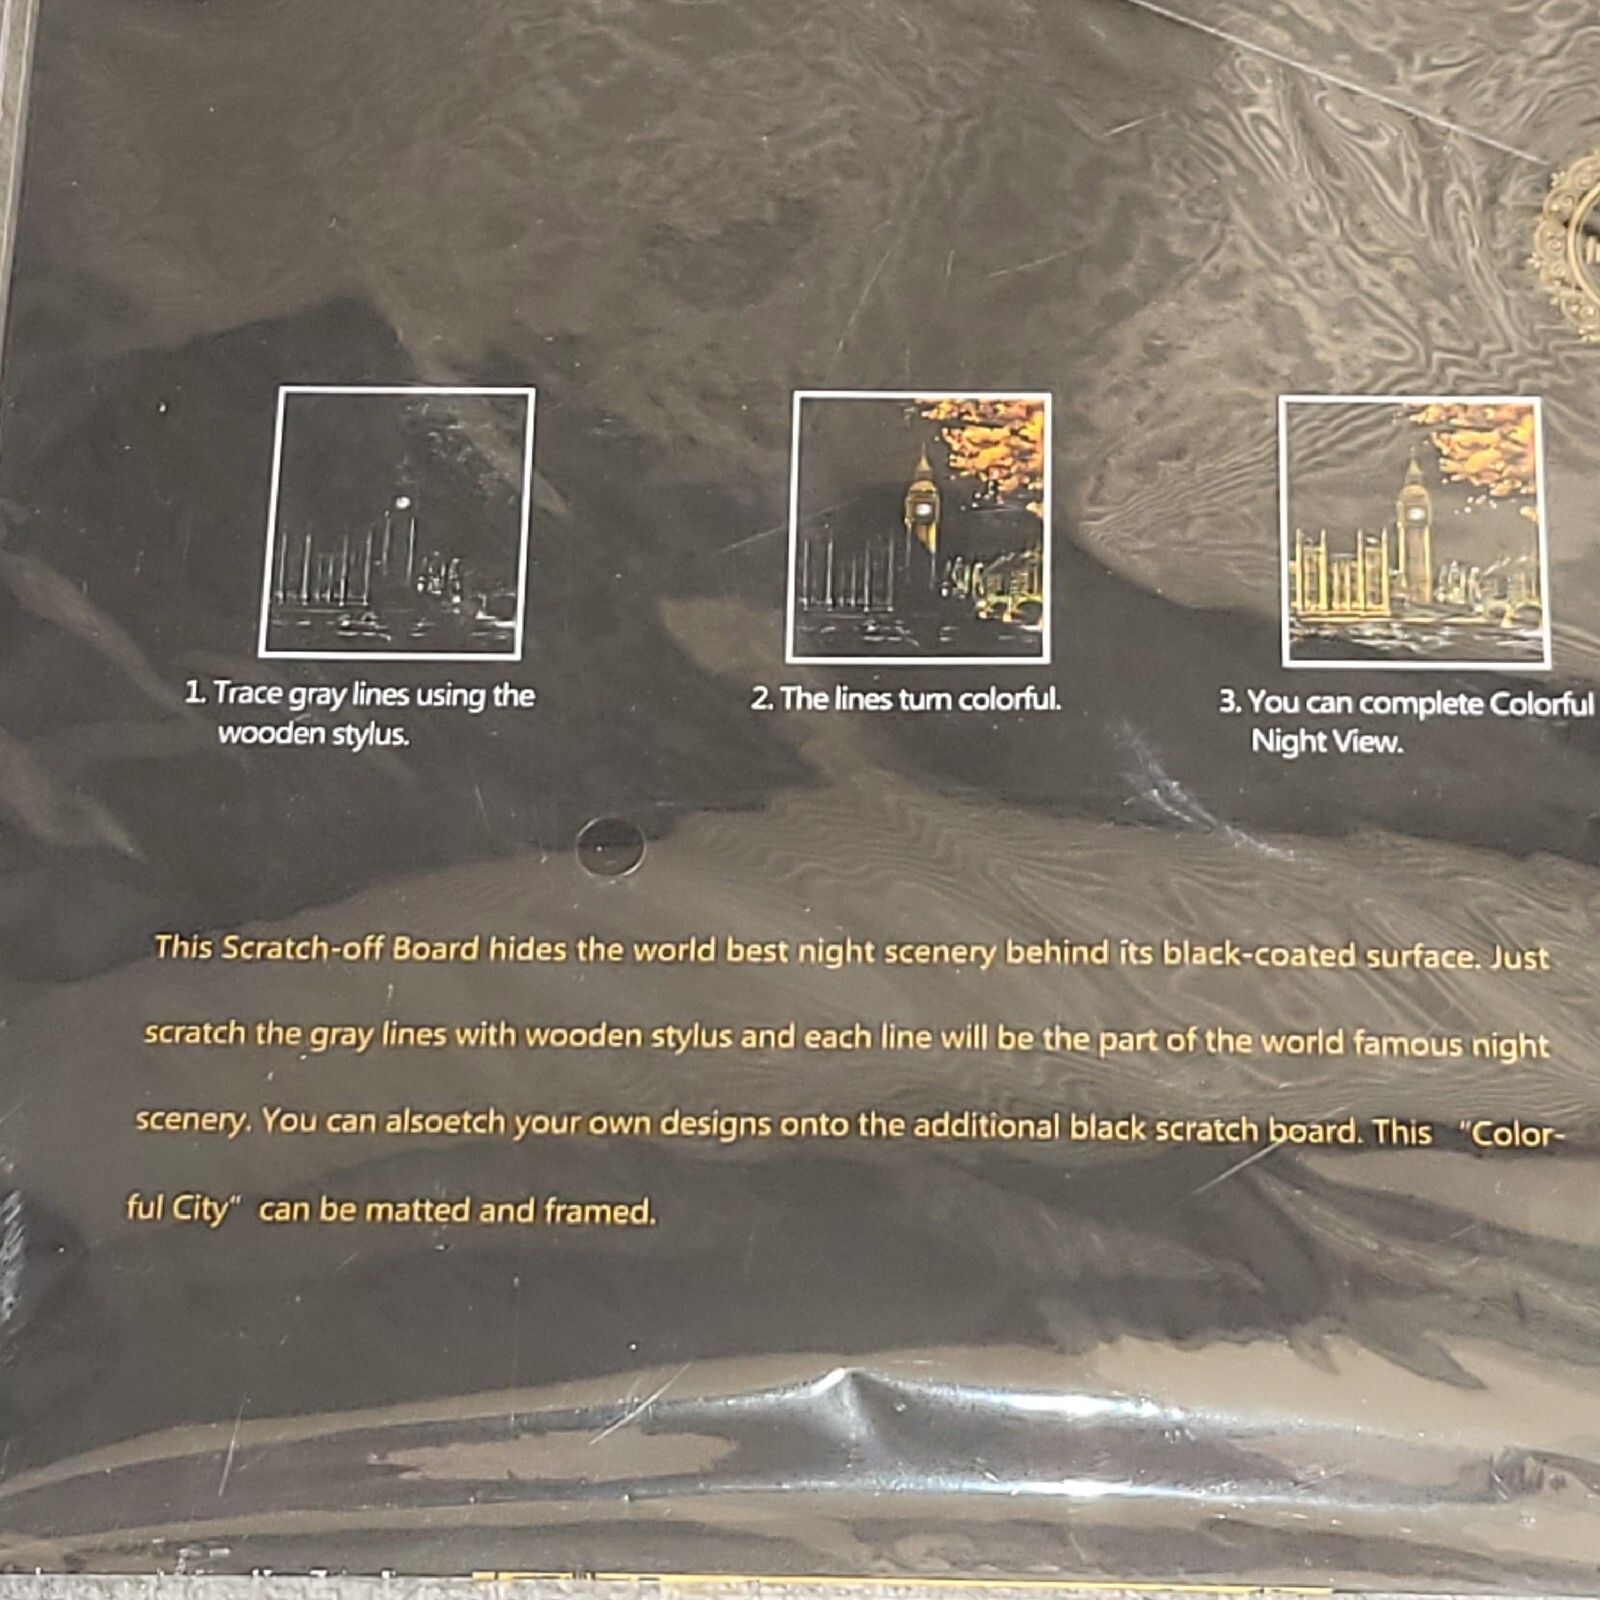 1. Trace gray lines using the
wooden stylus.
2. The lines turn colorful.
3. You can complete Colorful
Night View.
This Scratch-off Board hides the world best night scenery behind its black-coated surface. Just
scratch the gray lines with wooden stylus and each line will be the part of the world famous night
scenery. You can alsoetch your own designs onto the additional black scratch board. This "Color-
ful City" can be matted and framed.